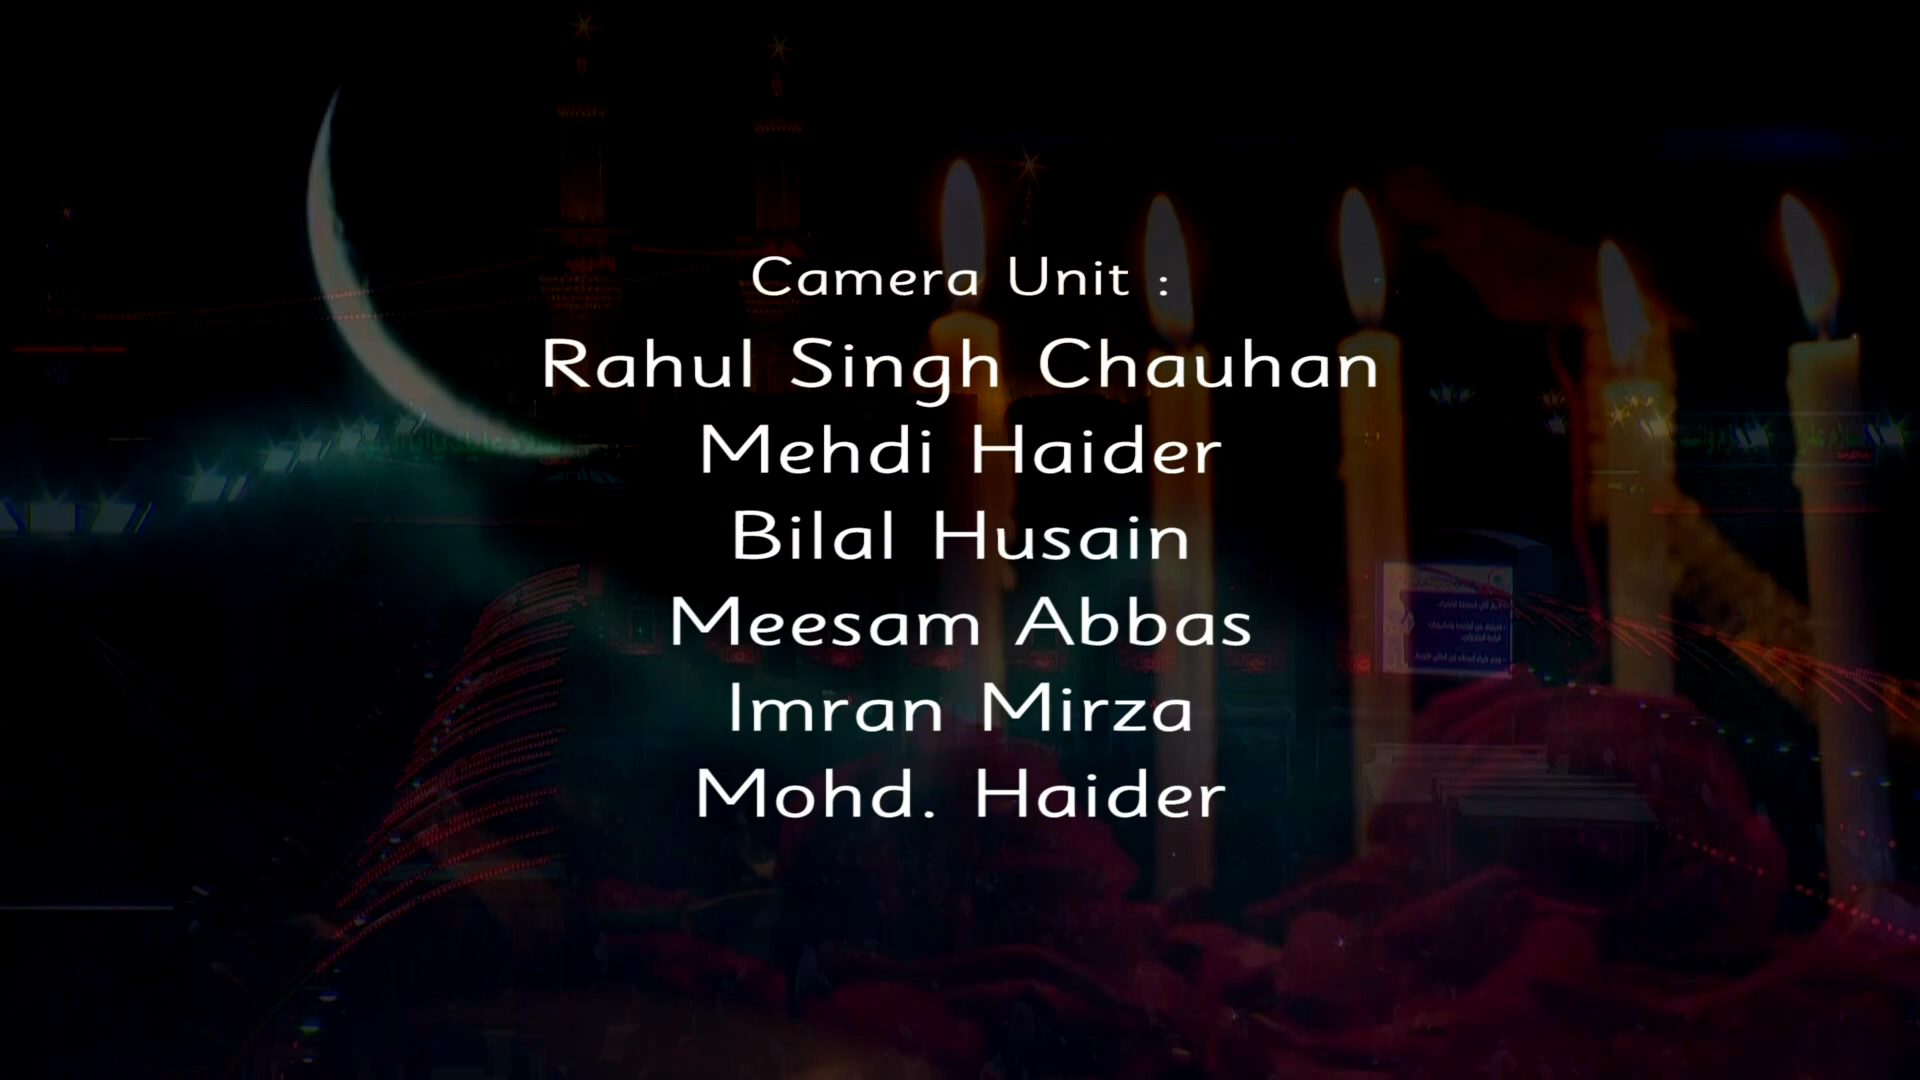 Camera Unit :
Rahul Singh Chauhan
Mehdi Haider
Bilal Husain
Meesam Abbas
Imran Mirza
Mohd. Haider